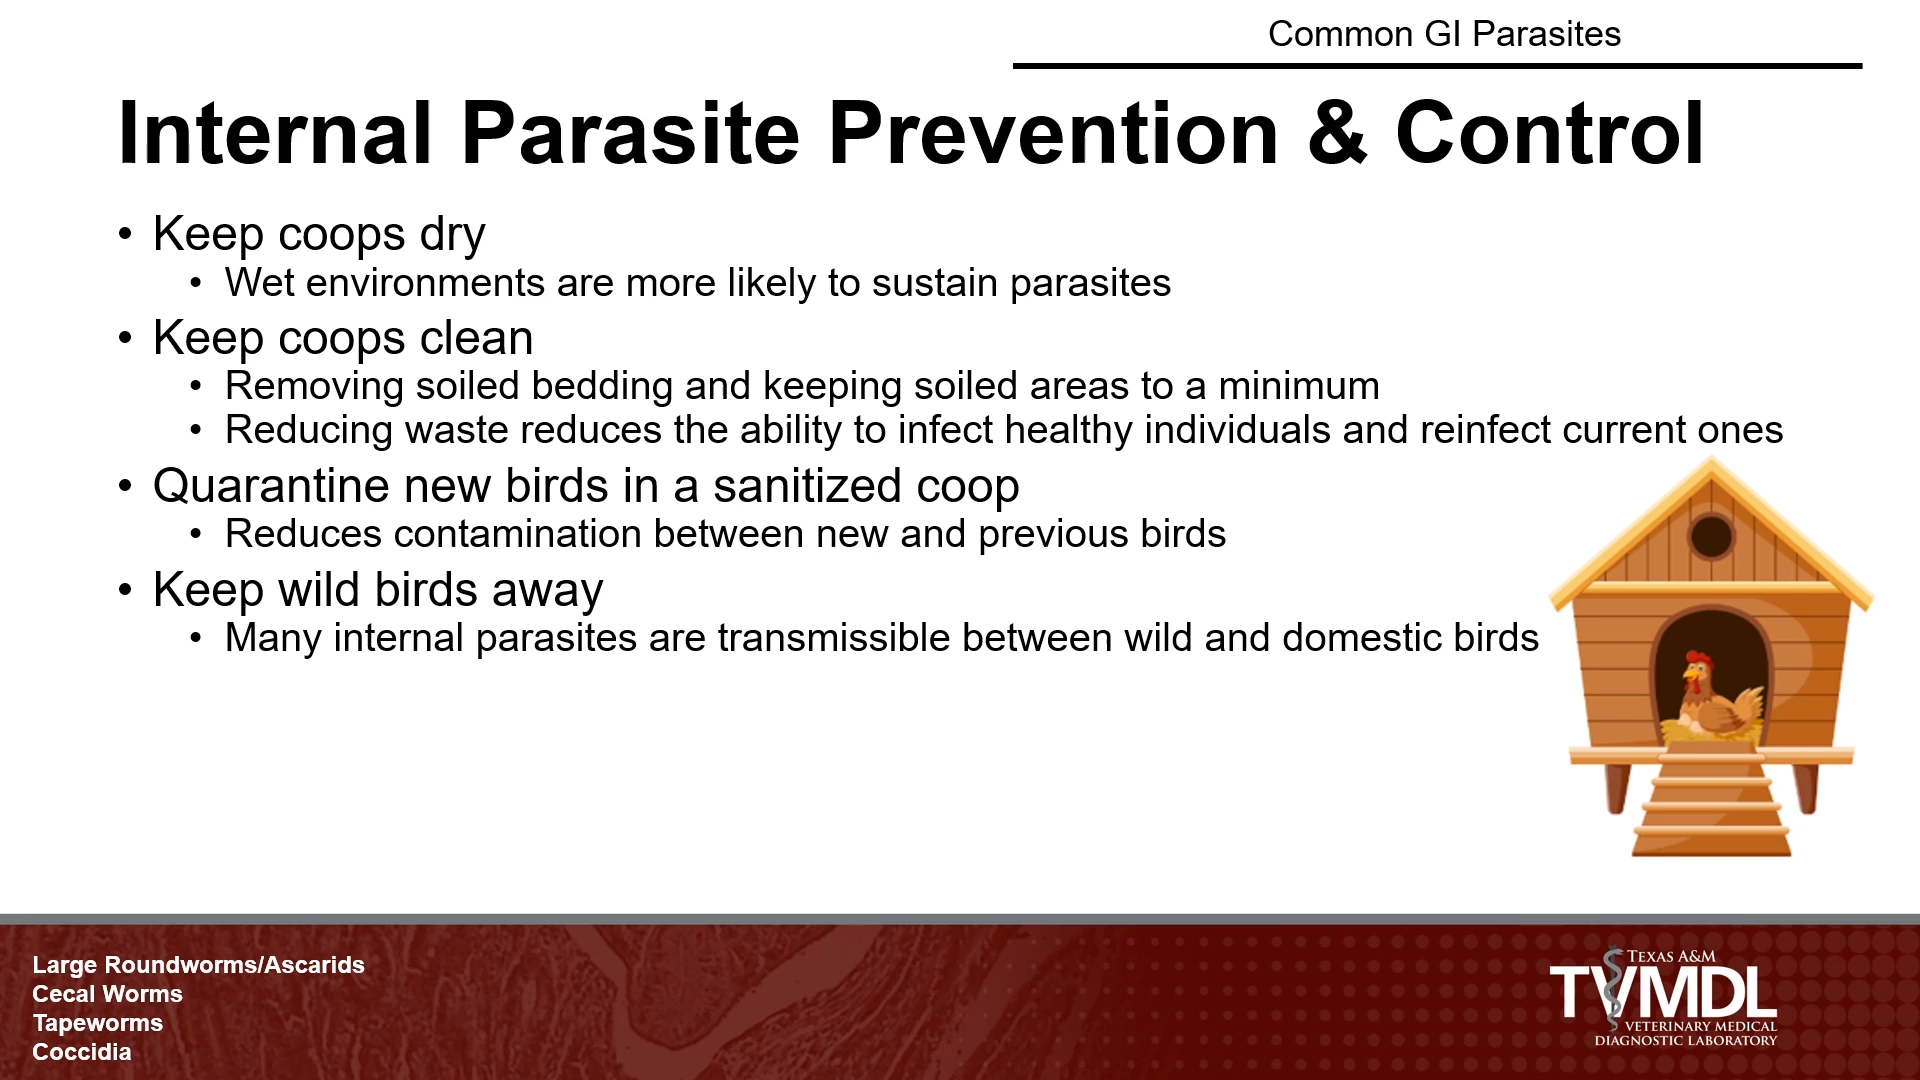 Common GI Parasites
Internal Parasite Prevention & Control
• Keep coops dry
• Wet environments are more likely to sustain parasites
• Keep coops clean
• Removing soiled bedding and keeping soiled areas to a minimum
• Reducing waste reduces the ability to infect healthy individuals and reinfect current ones
• Quarantine new birds in a sanitized coop
• Reduces contamination between new and previous birds
• Keep wild birds away
• Many internal parasites are transmissible between wild and domestic birds
Large Roundworms/Ascarids
Cecal Worms
Tapeworms
Coccidia
TEXAS A&M
TVMDL
VETERINARY MEDICAL
DIAGNOSTIC LABORATORY